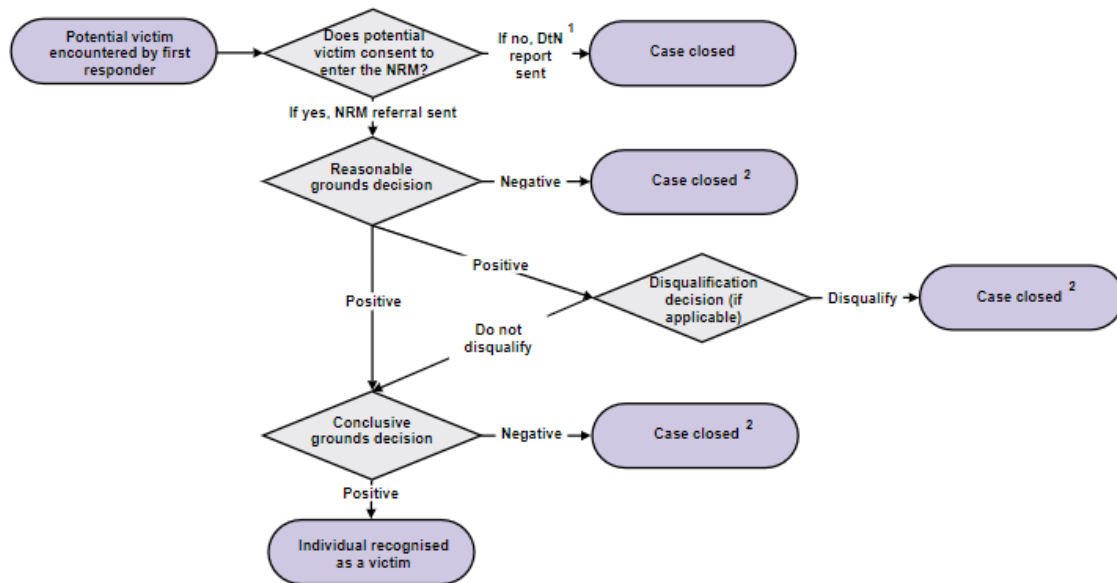 Potential victim
encountered by first
responder
Does potential
victim consent to
enter the NRM?
If no, DtN 1
report
sent
Case closed
If yes, NRM referral sent
Reasonable
grounds decision
Negative
Case closed 2
Positive
Positive
Disqualification
decision (if
applicable)
Disqualify
Case closed 2
Do not
disqualify
Conclusive
grounds decision
Negative
Case closed 2
Positive
Individual recognised
as a victim